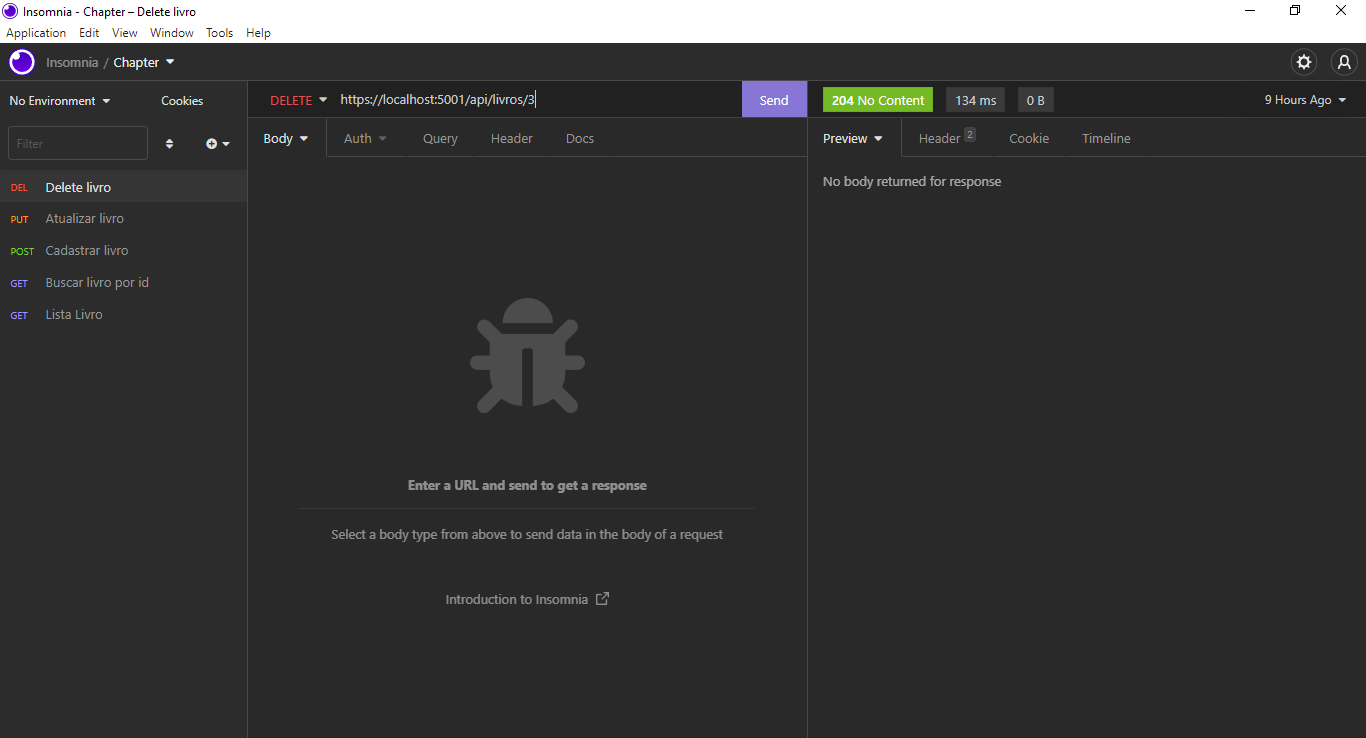 Insomnia - Chapter – Delete livro
Application Edit View Window Tools Help
Insomnia / Chapter
No Environment Cookies
DELETE https://localhost:5001/api/livros/3 Send
204 No Content 134 ms 0 B 9 Hours Ago
Filter
Body Auth Query Header Docs
Preview Header 2 Cookie Timeline
DEL Delete livro
PUT Atualizar livro
POST Cadastrar livro
GET Buscar livro por id
GET Lista Livro
No body returned for response
Enter a URL and send to get a response
Select a body type from above to send data in the body of a request
Introduction to Insomnia